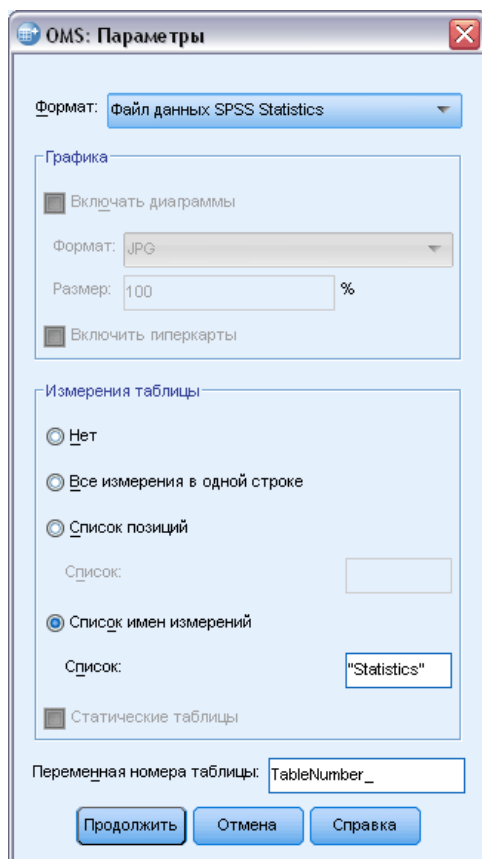 OMS: Параметры
Формат: Файл данных SPSS Statistics
Графика
Включать диаграммы
Формат: JPG
Размер: 100 %
Включить гиперкарты
Измерения таблицы
Нет
Все измерения в одной строке
Список позиций
Список:
Список имен измерений
Список: "Statistics"
Статические таблицы
Переменная номера таблицы: TableNumber_
Продолжить Отмена Справка